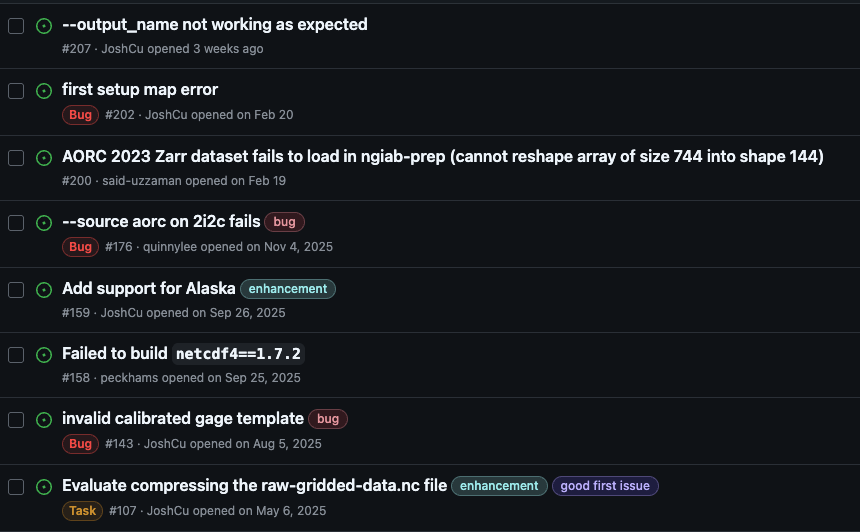 --output_name not working as expected
#207 · JoshCu opened 3 weeks ago
first setup map error
Bug #202 · JoshCu opened on Feb 20
AORC 2023 Zarr dataset fails to load in ngiab-prep (cannot reshape array of size 744 into shape 144)
#200 · said-uzzaman opened on Feb 19
--source aorc on 2i2c fails bug
Bug #176 · quinnylee opened on Nov 4, 2025
Add support for Alaska enhancement
#159 · JoshCu opened on Sep 26, 2025
Failed to build netcdf4==1.7.2
#158 · peckhams opened on Sep 25, 2025
invalid calibrated gage template bug
Bug #143 · JoshCu opened on Aug 5, 2025
Evaluate compressing the raw-gridded-data.nc file enhancement good first issue
Task #107 · JoshCu opened on May 6, 2025